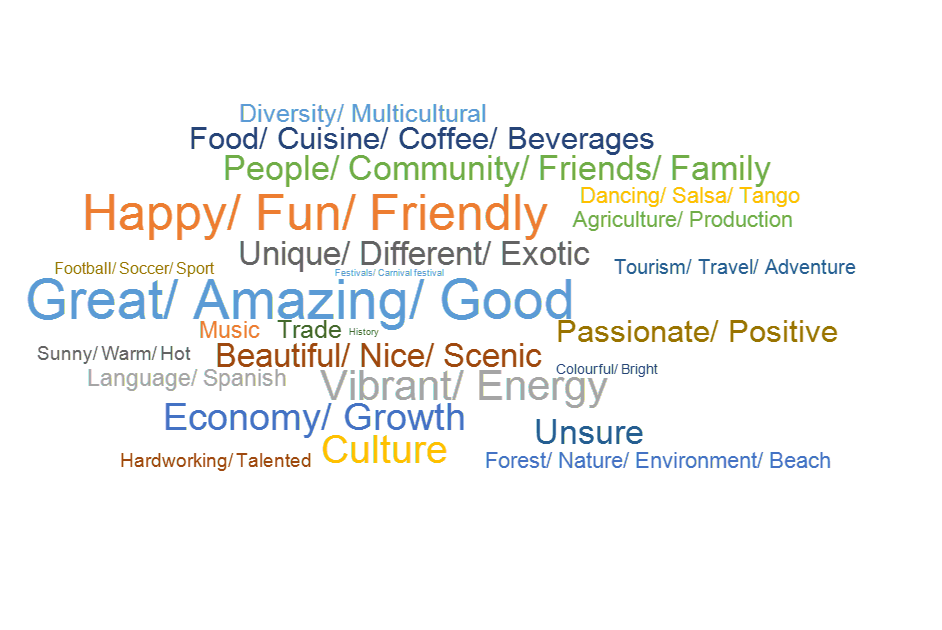 Diversity/ Multicultural
Food/ Cuisine/ Coffee/ Beverages
People/ Community/ Friends/ Family
Dancing/ Salsa/ Tango
Happy/ Fun/ Friendly
Agriculture/ Production
Unique/ Different/ Exotic
Football/ Soccer/ Sport
Festivals/ Carnival festival
Tourism/ Travel/ Adventure
Great/ Amazing/ Good
Music
Trade
History
Passionate/ Positive
Sunny/ Warm/ Hot
Beautiful/ Nice/ Scenic
Colourful/ Bright
Language/ Spanish
Vibrant/ Energy
Economy/ Growth
Unsure
Hardworking/ Talented
Culture
Forest/ Nature/ Environment/ Beach